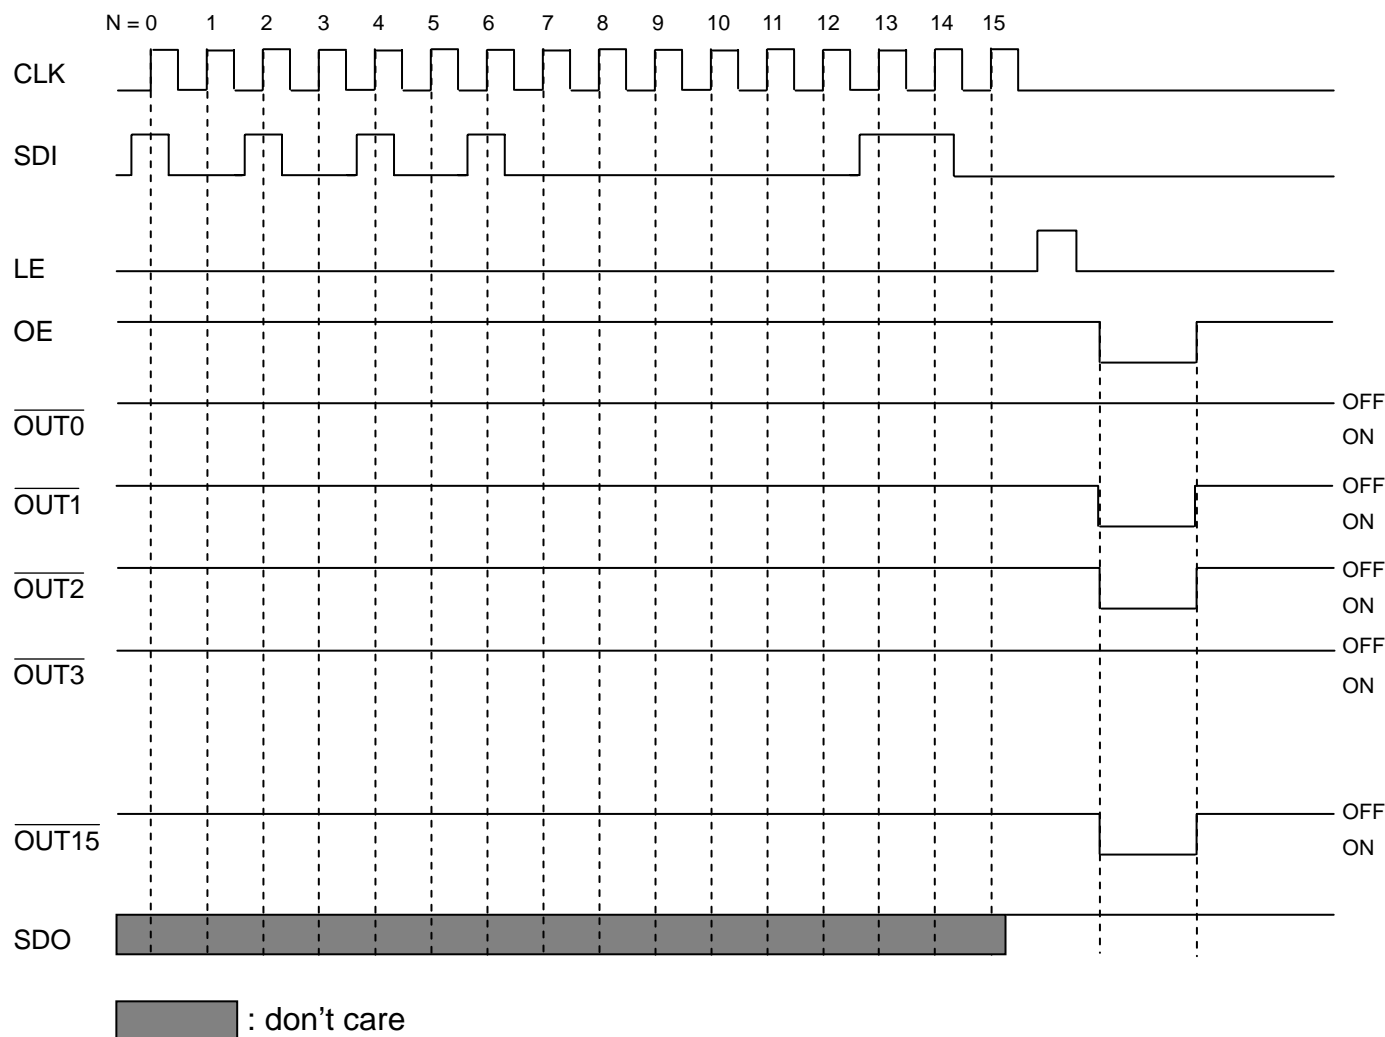 N = 0 1 2 3 4 5 6 7 8 9 10 11 12 13 14 15
CLK
SDI
LE
OE
OUT0
OFF
ON
OUT1
OFF
ON
OUT2
OFF
ON
OUT3
OFF
ON
OUT15
OFF
ON
SDO
: don’t care